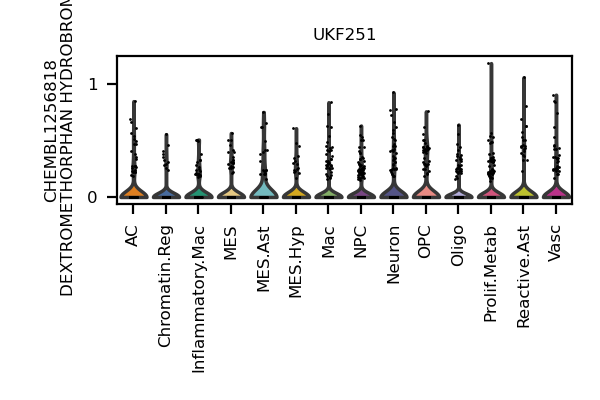 UKF251
CHEMBL1256818
DEXTROMETHORPHAN
1
0
AC
Chromatin.Reg
Inflammatory.Mac
MES
MES.Ast
MES.Hyp
Mac
NPC
Neuron
OPC
Oligo
Prolif.Metab
Reactive.Ast
Vasc